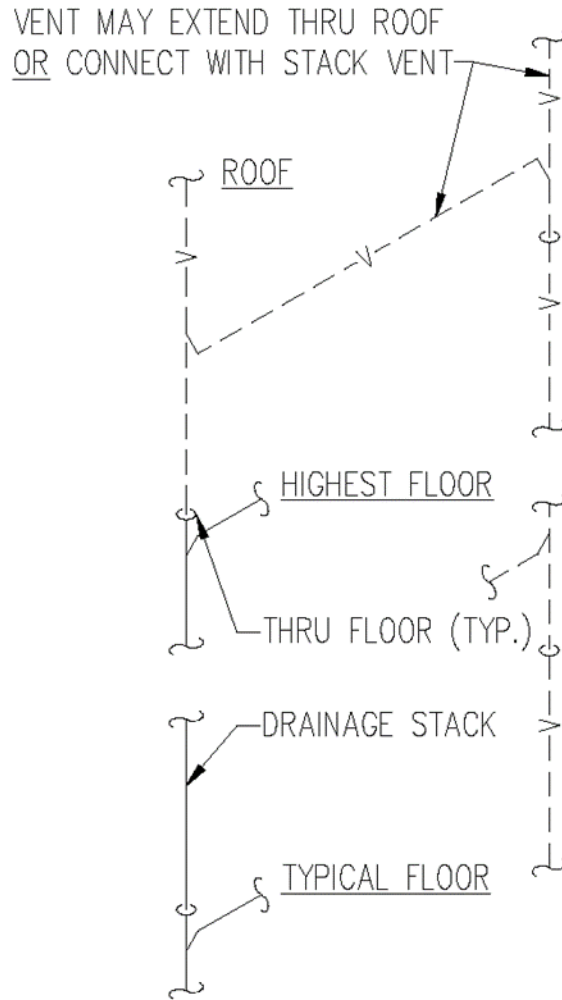 VENT MAY EXTEND THRU ROOF
OR CONNECT WITH STACK VENT
V
ROOF
V
V
V
HIGHEST FLOOR
THRU FLOOR (TYP.)
V
DRAINAGE STACK
TYPICAL FLOOR